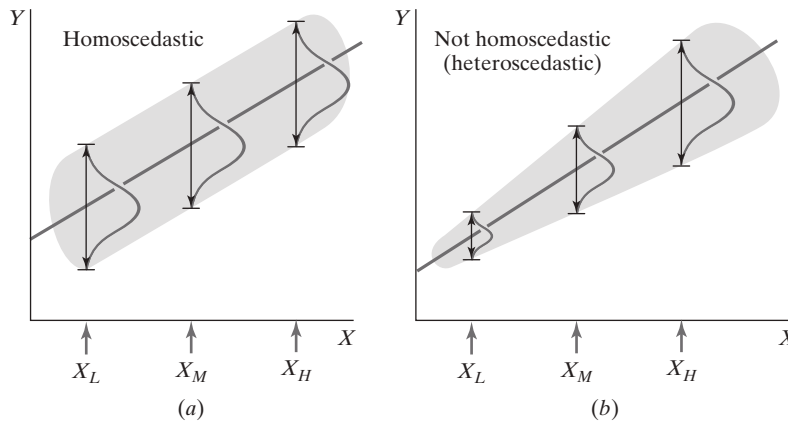 Y
Homoscedastic
X
X_L
X_M
X_H
(a)
Y
Not homoscedastic
(heteroscedastic)
X
X_L
X_M
X_H
(b)